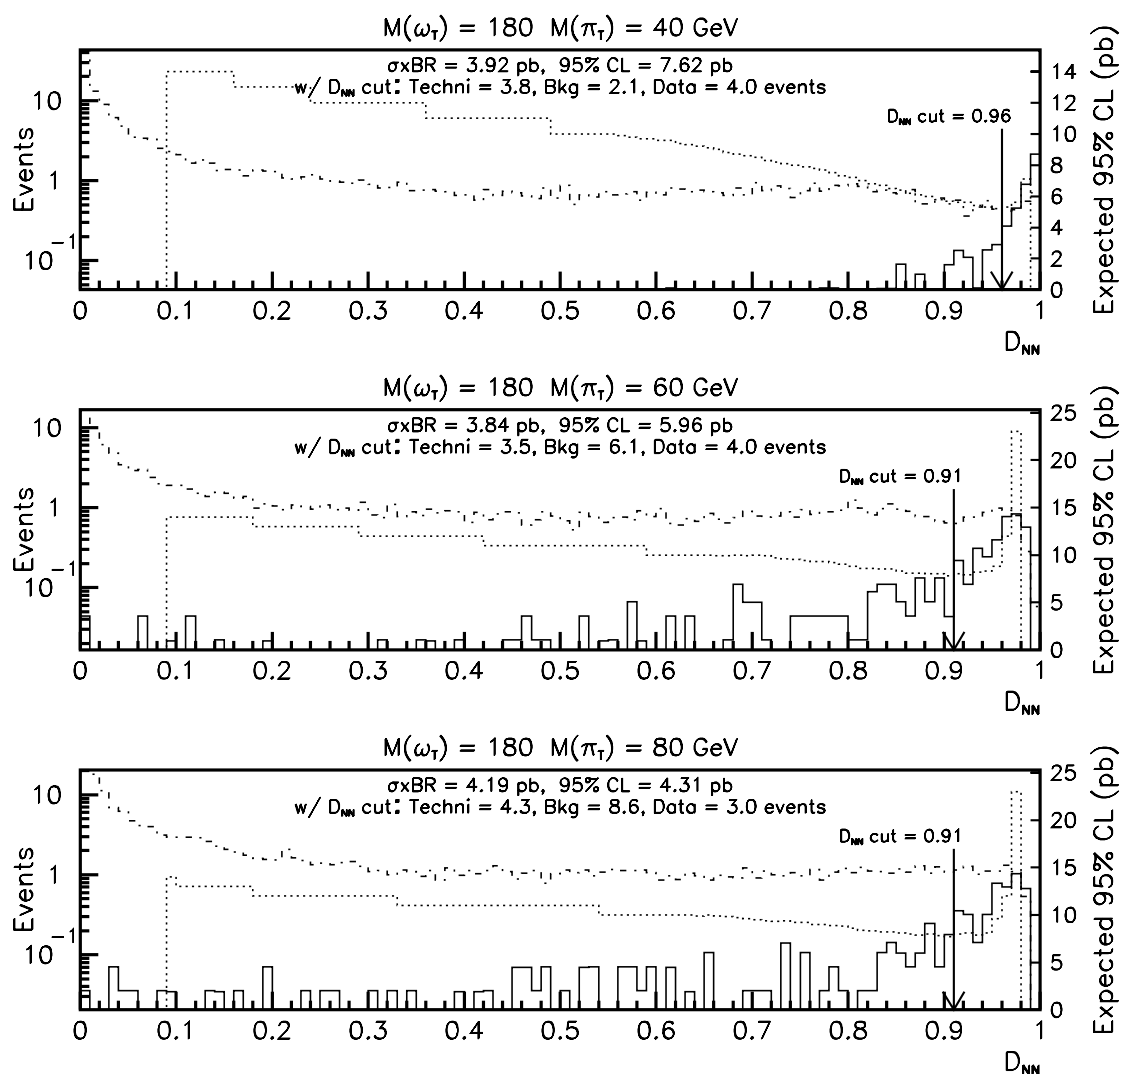 M(ω_T) = 180 M(π_T) = 40 GeV
σxBR = 3.92 pb, 95% CL = 7.62 pb
w/ D_NN cut: Techni = 3.8, Bkg = 2.1, Data = 4.0 events
D_NN cut = 0.96
Events
10
1
10^-1
Expected 95% CL (pb)
14
12
10
8
6
4
2
0
0 0.1 0.2 0.3 0.4 0.5 0.6 0.7 0.8 0.9 1
D_NN
M(ω_T) = 180 M(π_T) = 60 GeV
σxBR = 3.84 pb, 95% CL = 5.96 pb
w/ D_NN cut: Techni = 3.5, Bkg = 6.1, Data = 4.0 events
D_NN cut = 0.91
Events
10
1
10^-1
Expected 95% CL (pb)
25
20
15
10
5
0
0 0.1 0.2 0.3 0.4 0.5 0.6 0.7 0.8 0.9 1
D_NN
M(ω_T) = 180 M(π_T) = 80 GeV
σxBR = 4.19 pb, 95% CL = 4.31 pb
w/ D_NN cut: Techni = 4.3, Bkg = 8.6, Data = 3.0 events
D_NN cut = 0.91
Events
10
1
10^-1
Expected 95% CL (pb)
25
20
15
10
5
0
0 0.1 0.2 0.3 0.4 0.5 0.6 0.7 0.8 0.9 1
D_NN